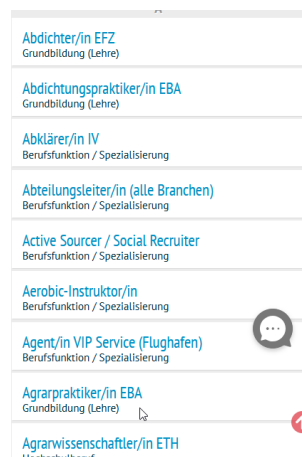 Abdichter/in EFZ
Grundbildung (Lehre)
Abdichtungspraktiker/in EBA
Grundbildung (Lehre)
Abklärer/in IV
Berufsfunktion / Spezialisierung
Abteilungsleiter/in (alle Branchen)
Berufsfunktion / Spezialisierung
Active Sourcer / Social Recruiter
Berufsfunktion / Spezialisierung
Aerobic-Instruktor/in
Berufsfunktion / Spezialisierung
Agent/in VIP Service (Flughafen)
Berufsfunktion / Spezialisierung
Agrarpraktiker/in EBA
Grundbildung (Lehre)
Agrarwissenschaftler/in ETH